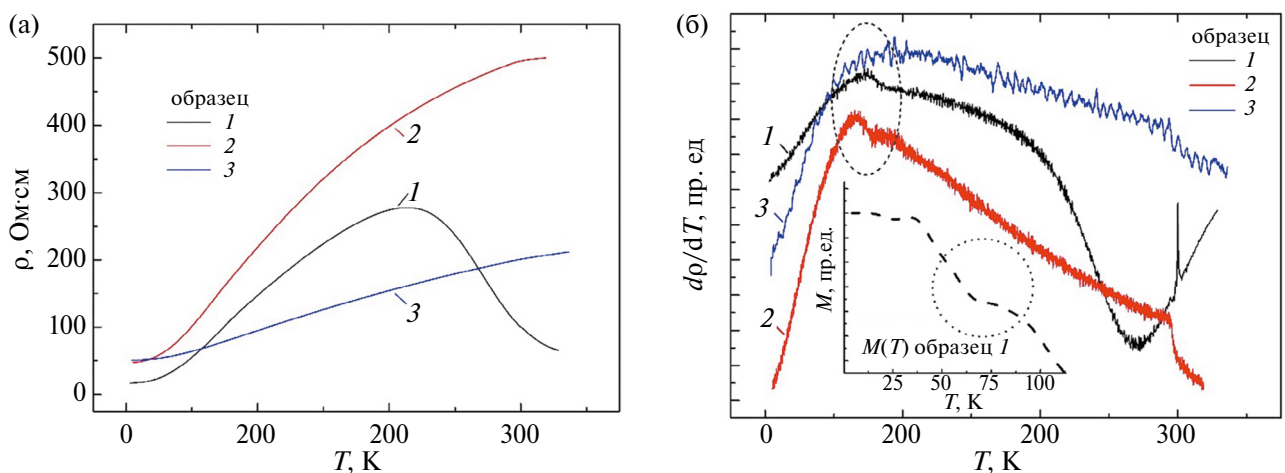 (а)
500
400
300
200
100
0
ρ, Ом·см
образец
1
2
3
2
1
3
0 200 200 300
T, K
(б)
dρ/dT, пр. ед
образец
1
2
3
1
3
2
M, пр.ед.
M(T) образец 1
25 50 75 100
T, K
0 200 200 300
T, K